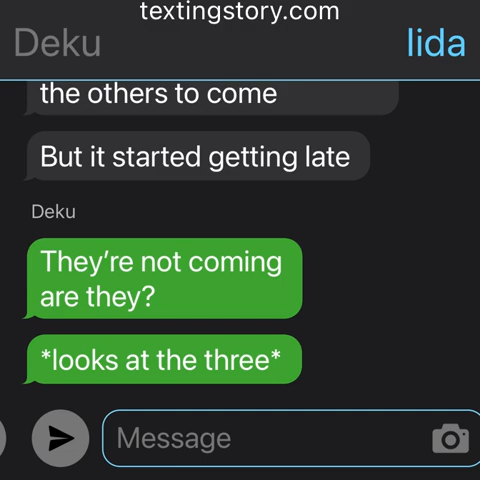 textingstory.com
Deku
Iida
the others to come
But it started getting late
Deku
They’re not coming
are they?
*looks at the three*
Message